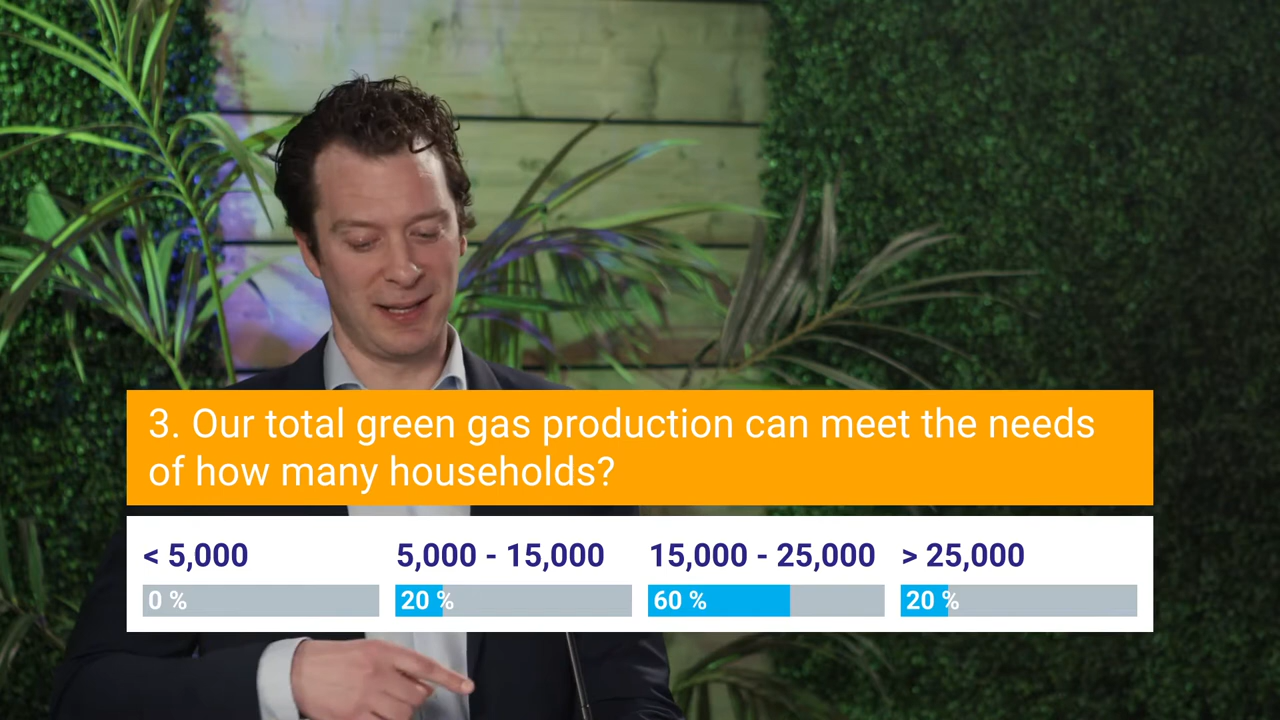 3. Our total green gas production can meet the needs
of how many households?
< 5,000
5,000 - 15,000
15,000 - 25,000
> 25,000
0 %
20 %
60 %
20 %